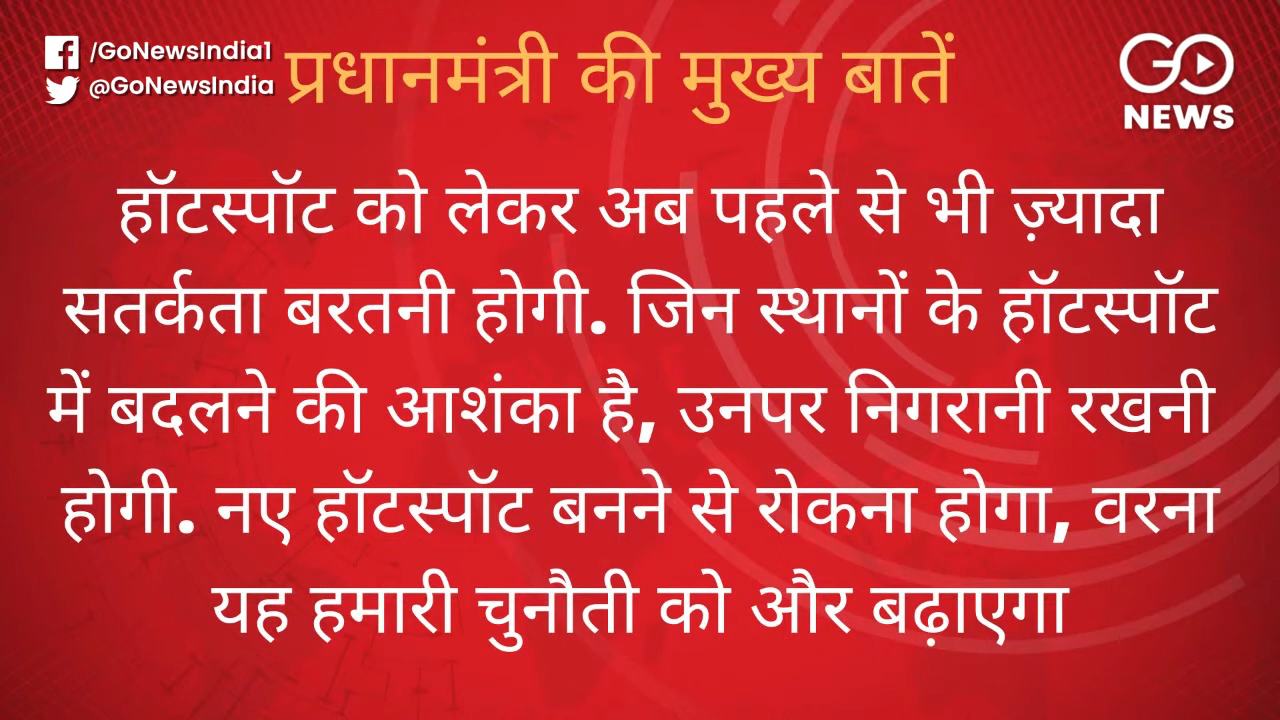 /GoNewsIndia1
@GoNewsIndia
प्रधानमंत्री की मुख्य बातें
GO
NEWS
हॉटस्पॉट को लेकर अब पहले से भी ज़्यादा
सतर्कता बरतनी होगी. जिन स्थानों के हॉटस्पॉट
में बदलने की आशंका है, उनपर निगरानी रखनी
होगी. नए हॉटस्पॉट बनने से रोकना होगा, वरना
यह हमारी चुनौती को और बढ़ाएगा